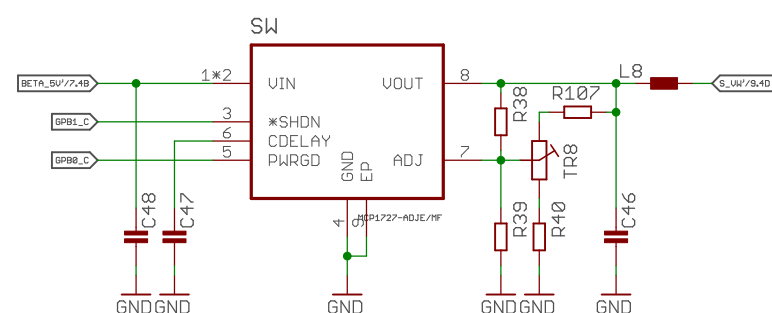 SW
BETA_5V'/7.4B
1*2
VIN
VOUT
8
L8
S_VW'/9.4D
GPB1_C
3
*SHDN
R38
R107
6
CDELAY
GPB0_C
5
PWRGD
GND
EP
ADJ
7
TR8
MCP1727-ADJE/MF
4
9
C48
C47
R39
R40
C46
GND
GND
GND
GND
GND
GND